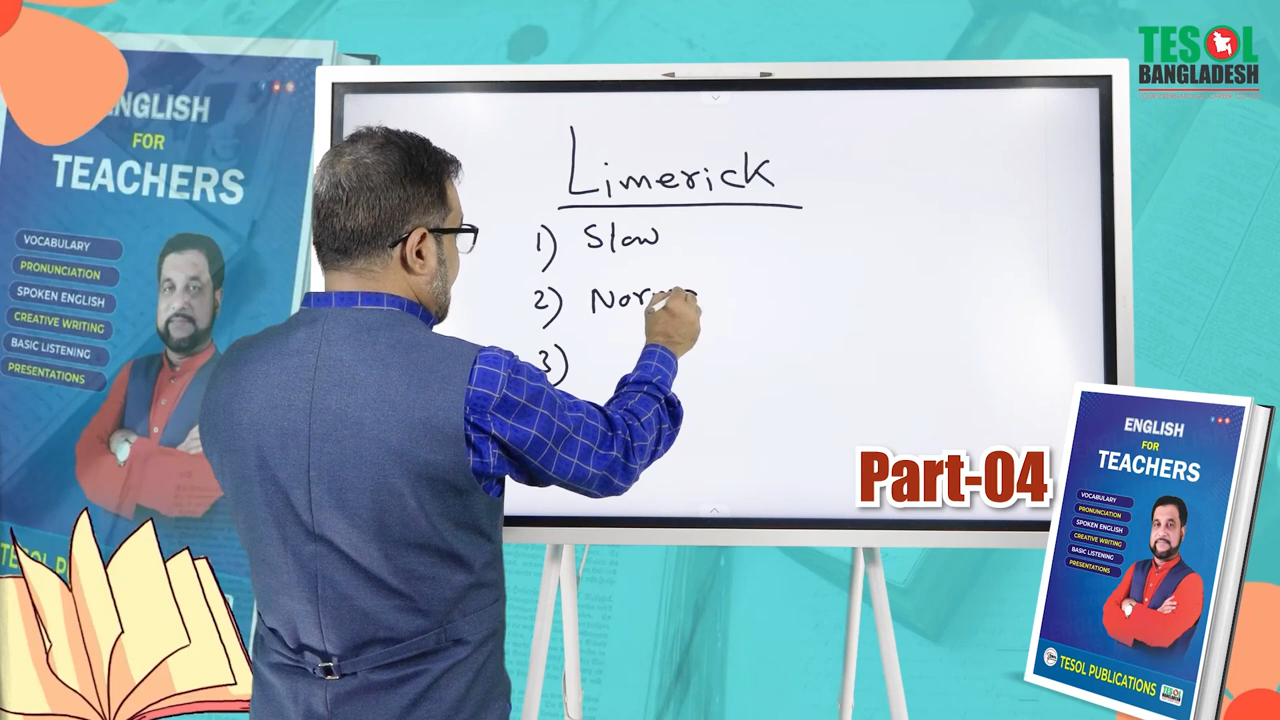 TESOL
BANGLADESH
ENGLISH
FOR
TEACHERS
VOCABULARY
PRONUNCIATION
SPOKEN ENGLISH
CREATIVE WRITING
BASIC LISTENING
PRESENTATIONS
Limerick
1) Slow
2)
3)
Part-04
ENGLISH
FOR
TEACHERS
VOCABULARY
PRONUNCIATION
SPOKEN ENGLISH
CREATIVE WRITING
BASIC LISTENING
PRESENTATIONS
TESOL PUBLICATIONS
TESOL